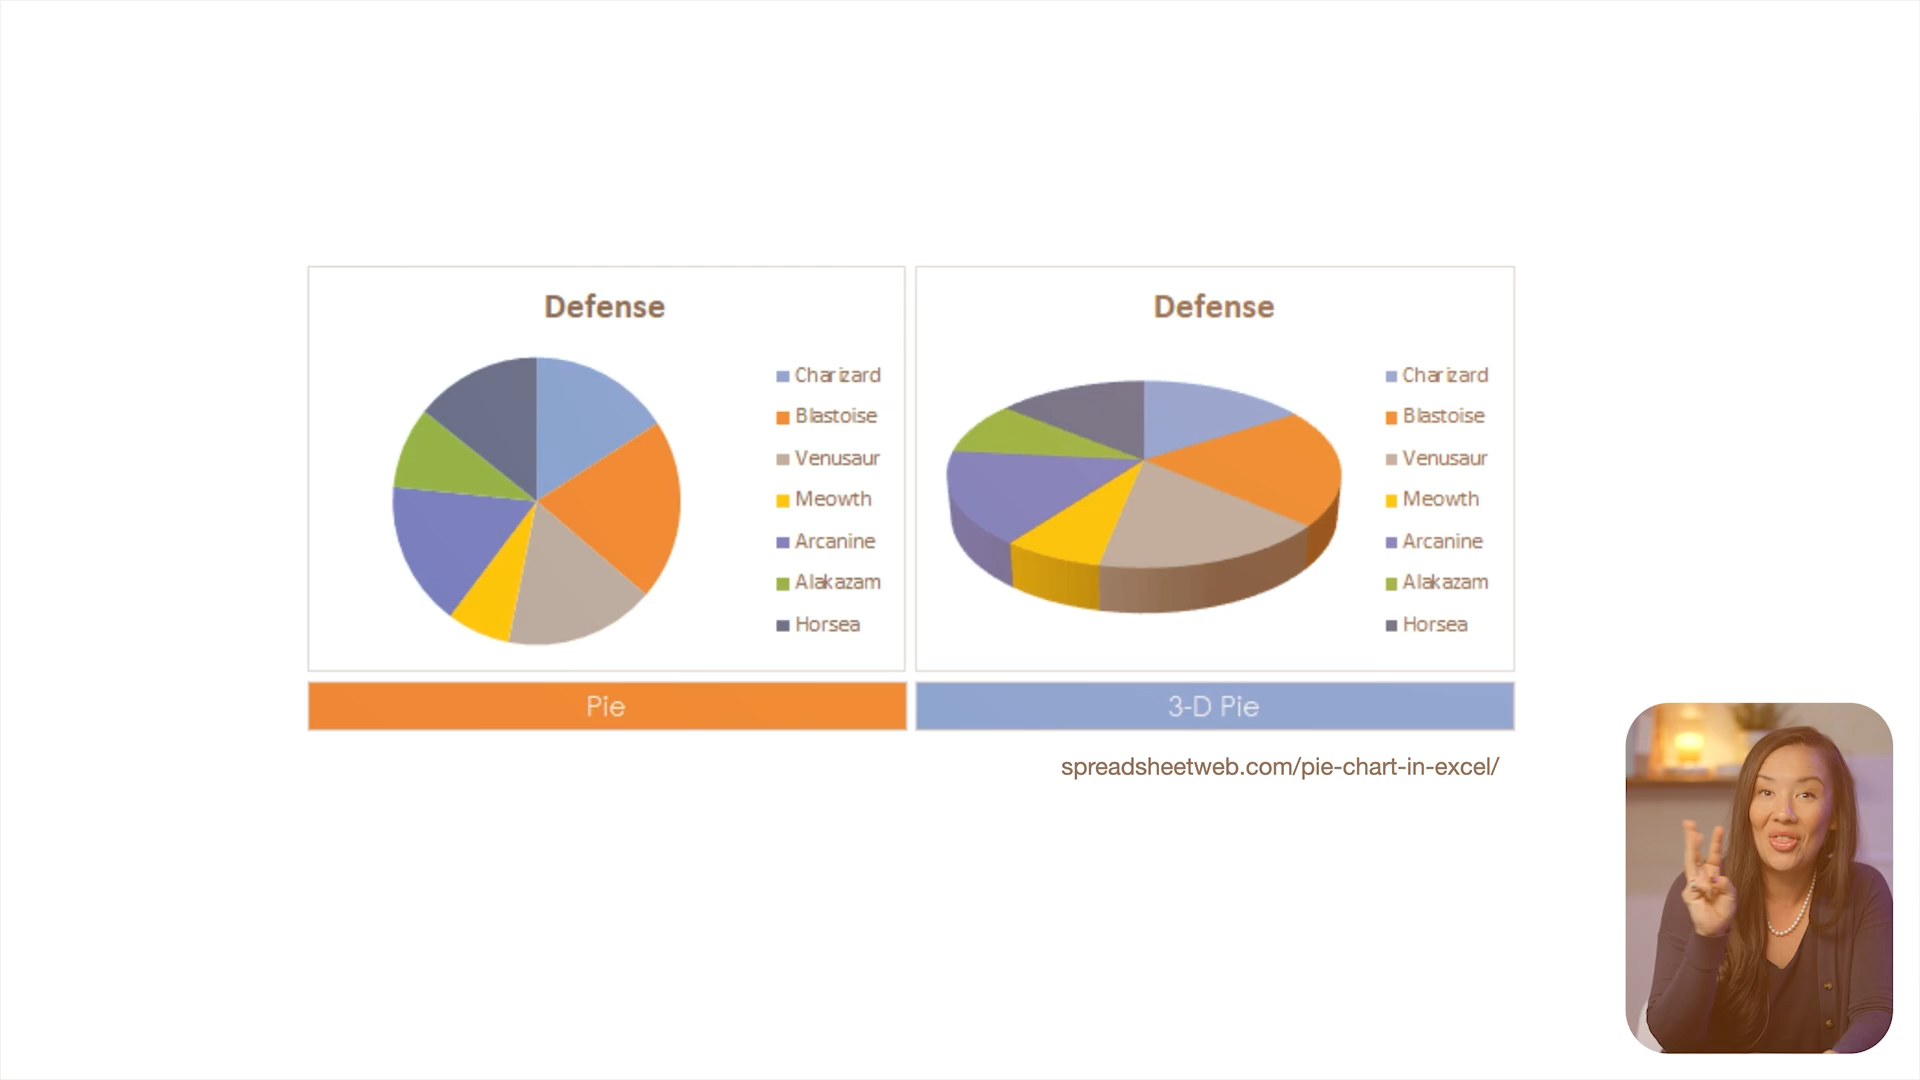 Defense
Charizard
Blastoise
Venusaur
Meowth
Arcanine
Alakazam
Horsea
Pie
Defense
Charizard
Blastoise
Venusaur
Meowth
Arcanine
Alakazam
Horsea
3-D Pie
spreadsheetweb.com/pie-chart-in-excel/